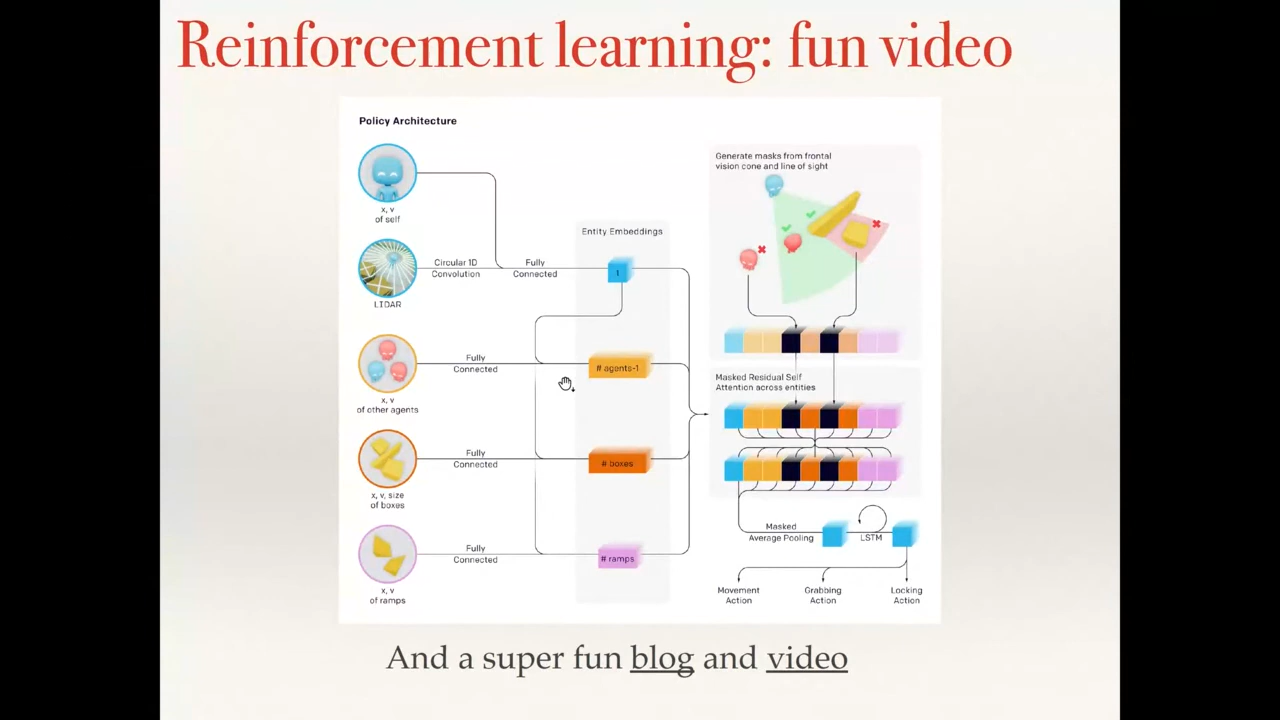 Reinforcement learning: fun video
Policy Architecture
x, v
of self
LIDAR
x, v
of other agents
x, v, size
of boxes
x, v
of ramps
Circular 1D
Convolution
Fully
Connected
Fully
Connected
Fully
Connected
Fully
Connected
Entity Embeddings
1
# agents-1
# boxes
# ramps
Generate masks from frontal
vision cone and line of sight
Masked Residual Self
Attention across entities
Masked
Average Pooling
LSTM
Movement
Action
Grabbing
Action
Locking
Action
And a super fun blog and video